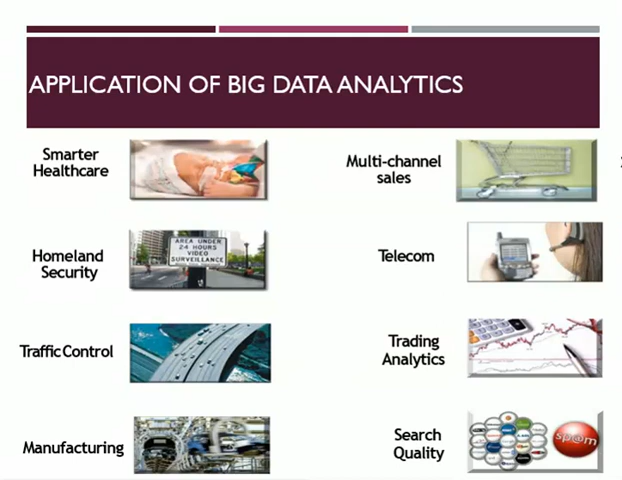 APPLICATION OF BIG DATA ANALYTICS
Smarter
Healthcare
Multi-channel
sales
Homeland
Security
AREA UNDER
24 HOURS
VIDEO
SURVEILLANCE
Telecom
Traffic Control
Trading
Analytics
Manufacturing
Search
Quality
sp@m